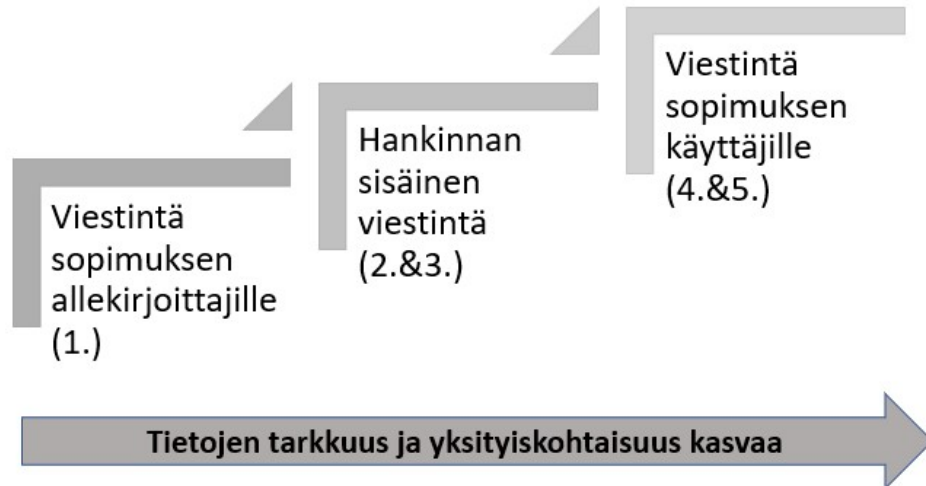 Viestintä
sopimuksen
allekirjoittajille
(1.)
Hankinnan
sisäinen
viestintä
(2.&3.)
Viestintä
sopimuksen
käyttäjille
(4.&5.)
Tietojen tarkkuus ja yksityiskohtaisuus kasvaa